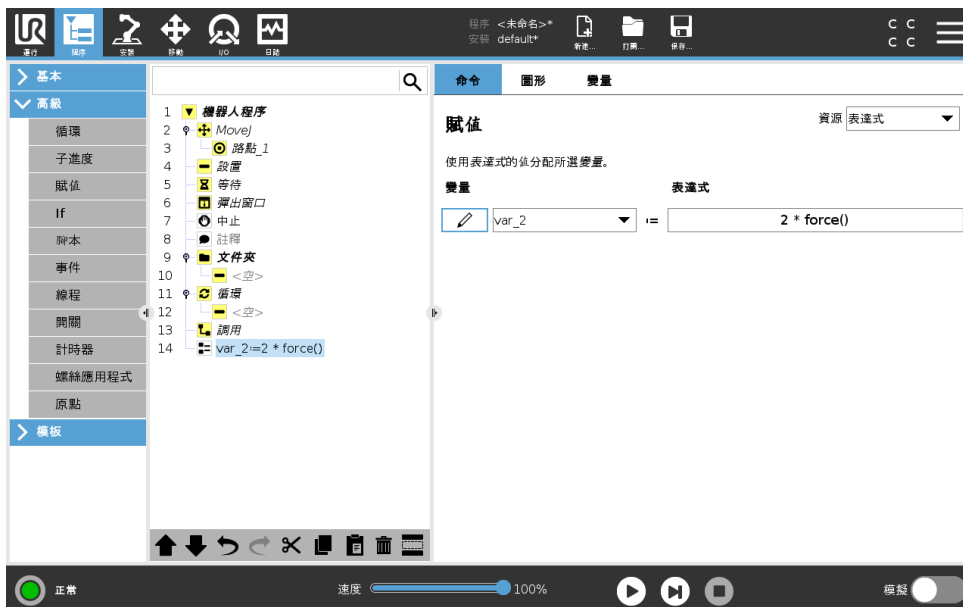 UR
運行
程序
安裝
移動
I/O
日誌
程序 <未命名>*
安裝 default*
新建...
打開...
保存...
C C
C C
基本
高級
循環
子進度
賦值
If
腳本
事件
線程
開關
計時器
螺絲應用程式
原點
模板
1 機器人程序
2 MoveJ
3 路點_1
4 設置
5 等待
6 彈出窗口
7 中止
8 註釋
9 文件夾
10 <空>
11 循環
12 <空>
13 調用
14 var_2:=2 * force()
命令 圖形 變量
賦值
資源 表達式
使用表達式的值分配所選變量。
變量 表達式
var_2 := 2 * force()
正常
速度 100%
模擬